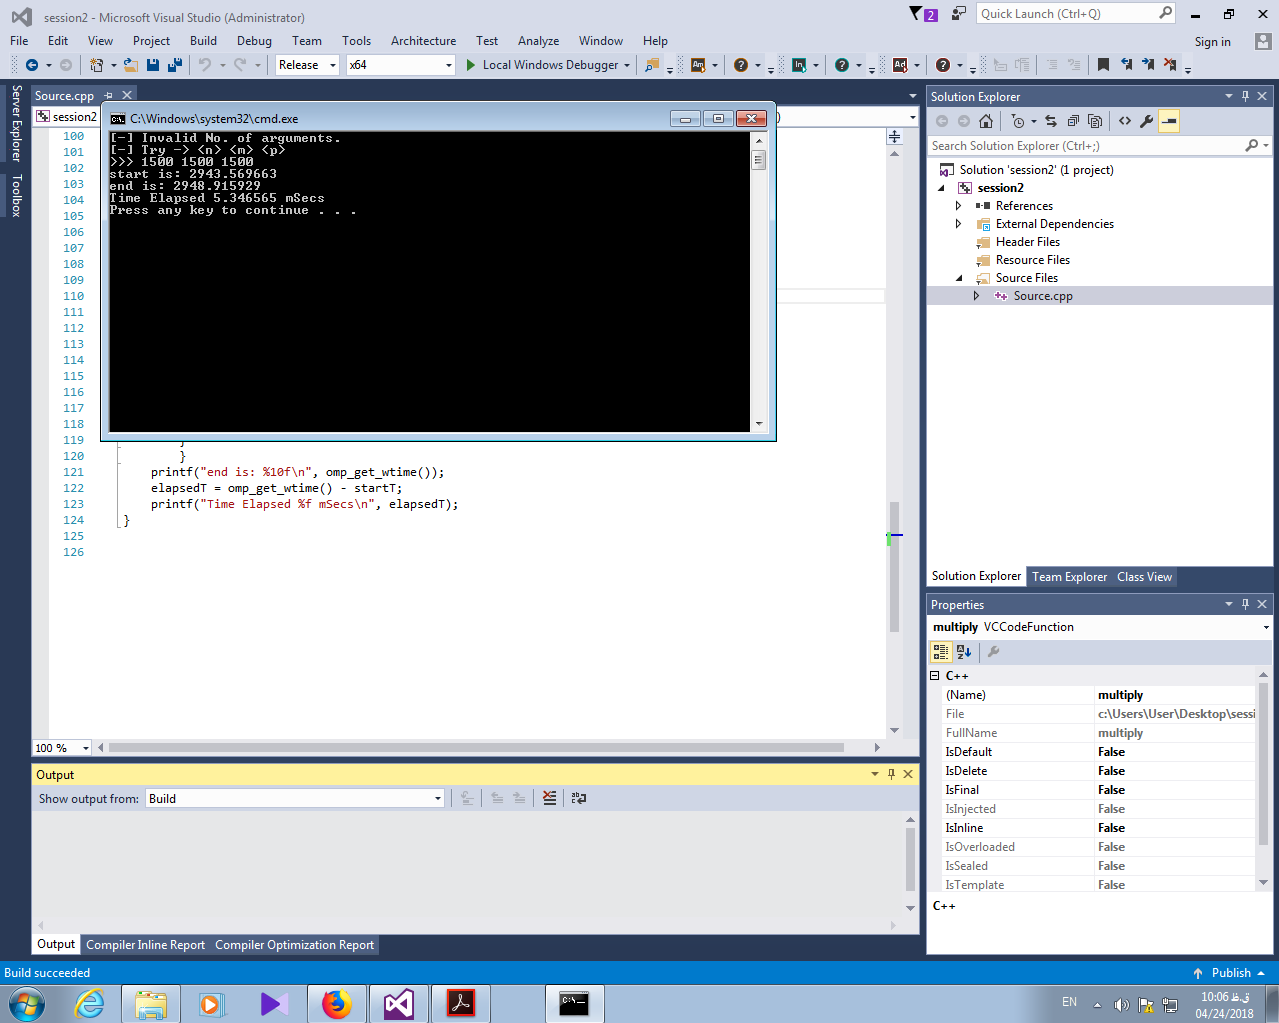 session2 - Microsoft Visual Studio (Administrator)
2
Quick Launch (Ctrl+Q)
File Edit View Project Build Debug Team Tools Architecture Test Analyze Window Help
Sign in
Release x64 Local Windows Debugger
Server Explorer
Toolbox
Source.cpp
session2
C:\Windows\system32\cmd.exe
[-] Invalid No. of arguments.
[-] Try -> <n> <m> <p>
>>> 1500 1500 1500
start is: 2943.569663
end is: 2948.915929
Time Elapsed 5.346565 mSecs
Press any key to continue . . .
100
101
102
103
104
105
106
107
108
109
110
111
112
113
114
115
116
117
118
119 }
120 }
121 printf("end is: %10f\n", omp_get_wtime());
122 elapsedT = omp_get_wtime() - startT;
123 printf("Time Elapsed %f mSecs\n", elapsedT);
124 }
125
126
100 %
Output
Show output from: Build
Output Compiler Inline Report Compiler Optimization Report
Solution Explorer
Search Solution Explorer (Ctrl+;)
Solution 'session2' (1 project)
session2
References
External Dependencies
Header Files
Resource Files
Source Files
Source.cpp
Solution Explorer Team Explorer Class View
Properties
multiply VCCodeFunction
C++
(Name) multiply
File c:\Users\User\Desktop\sessi
FullName multiply
IsDefault False
IsDelete False
IsFinal False
IsInjected False
IsInline False
IsOverloaded False
IsSealed False
IsTemplate False
C++
Build succeeded
Publish
EN
10:06 ق.ظ
04/24/2018